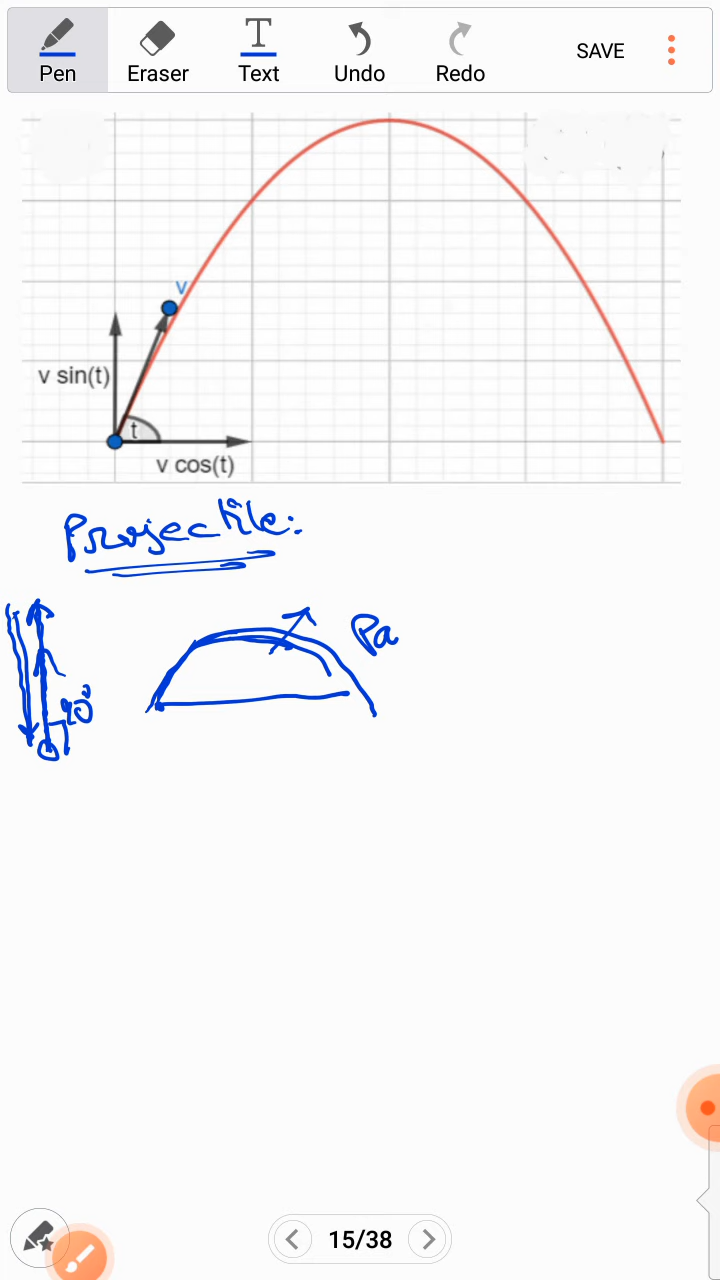 Pen Eraser Text Undo Redo SAVE
v
v sin(t)
t
v cos(t)
Projectile:
Pa
90°
15/38